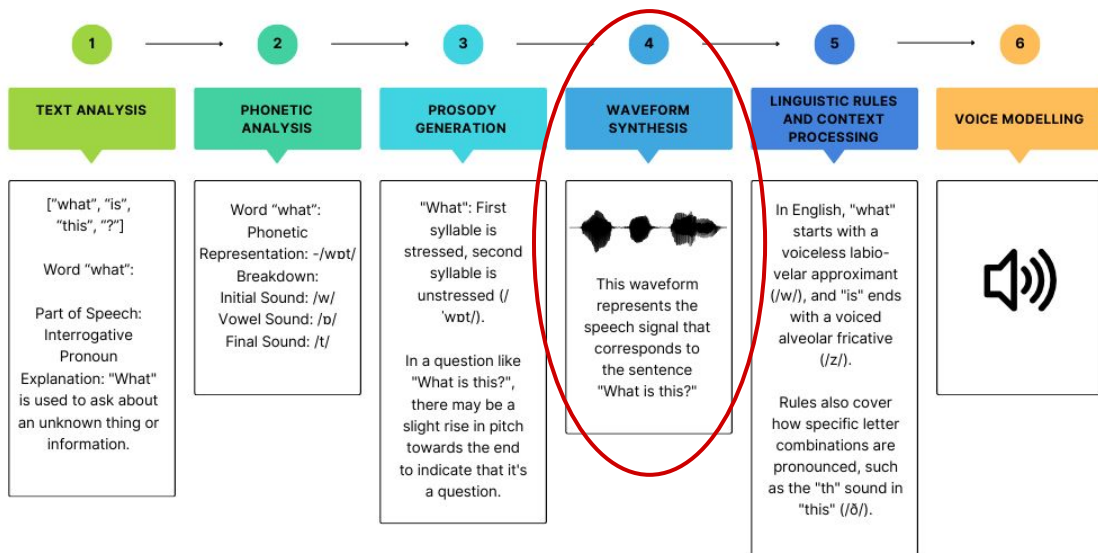 1
2
3
4
5
6
TEXT ANALYSIS
PHONETIC
ANALYSIS
PROSODY
GENERATION
WAVEFORM
SYNTHESIS
LINGUISTIC RULES
AND CONTEXT
PROCESSING
VOICE MODELLING
["what", "is",
"this", "?"]
Word "what":
Part of Speech:
Interrogative
Pronoun
Explanation: "What"
is used to ask about
an unknown thing or
information.
Word "what":
Phonetic
Representation: -/wɒt/
Breakdown:
Initial Sound: /w/
Vowel Sound: /ɒ/
Final Sound: /t/
"What": First
syllable is
stressed, second
syllable is
unstressed (/
ˈwɒt/).
In a question like
"What is this?",
there may be a
slight rise in pitch
towards the end
to indicate that it's
a question.
This waveform
represents the
speech signal that
corresponds to
the sentence
"What is this?"
In English, "what"
starts with a
voiceless labio-
velar approximant
(/w/), and "is" ends
with a voiced
alveolar fricative
(/z/).
Rules also cover
how specific letter
combinations are
pronounced, such
as the "th" sound in
"this" (/ð/).